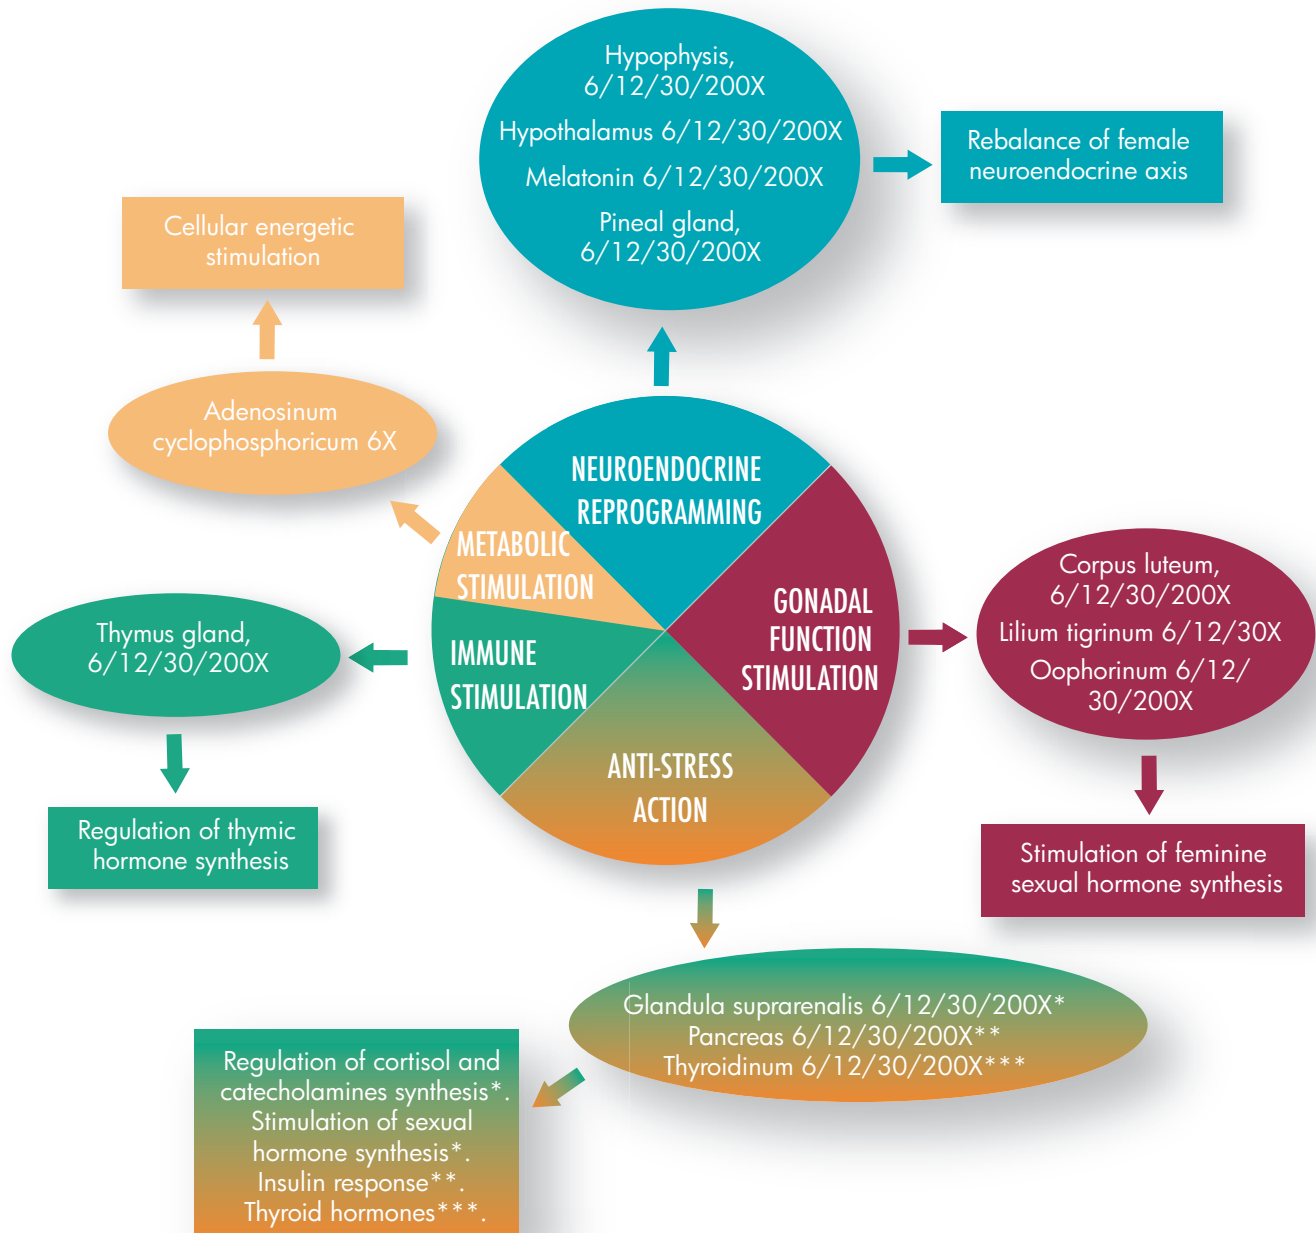 Hypophysis,
6/12/30/200X
Hypothalamus 6/12/30/200X
Melatonin 6/12/30/200X
Pineal gland,
6/12/30/200X
Rebalance of female
neuroendocrine axis
Cellular energetic
stimulation
Adenosinum
cyclophosphoricum 6X
NEUROENDOCRINE
REPROGRAMMING
METABOLIC
STIMULATION
GONADAL
FUNCTION
STIMULATION
IMMUNE
STIMULATION
ANTI-STRESS
ACTION
Corpus luteum,
6/12/30/200X
Lilium tigrinum 6/12/30X
Oophorinum 6/12/
30/200X
Thymus gland,
6/12/30/200X
Regulation of thymic
hormone synthesis
Stimulation of feminine
sexual hormone synthesis
Glandula suprarenalis 6/12/30/200X*
Pancreas 6/12/30/200X**
Thyroidinum 6/12/30/200X***
Regulation of cortisol and
catecholamines synthesis*.
Stimulation of sexual
hormone synthesis*.
Insulin response**.
Thyroid hormones***.